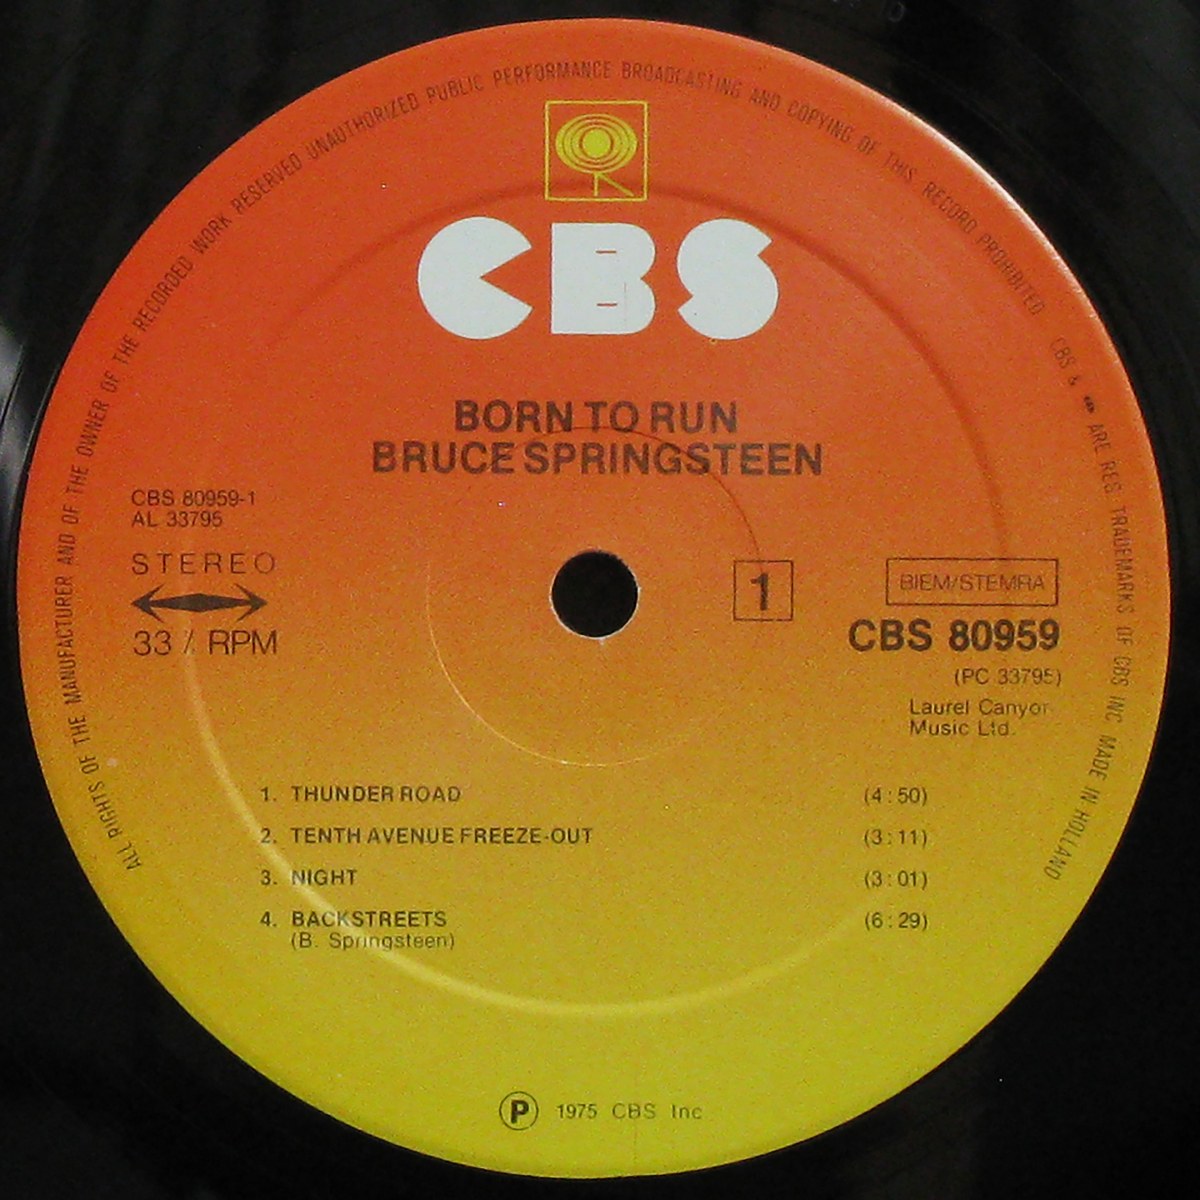 ALL RIGHTS OF THE MANUFACTURER AND OF THE OWNER OF THE RECORDED WORK RESERVED UNAUTHORIZED PUBLIC PERFORMANCE BROADCASTING AND COPYING OF THIS RECORD PROHIBITED
CBS & ARE REG TRADEMARKS OF CBS INC MADE IN HOLLAND
CBS
BORN TO RUN
BRUCE SPRINGSTEEN
CBS 80959-1
AL 33795
STEREO
33 / RPM
1
BIEM/STEMRA
CBS 80959
(PC 33795)
Laurel Canyon
Music Ltd.
1. THUNDER ROAD (4:50)
2. TENTH AVENUE FREEZE-OUT (3:11)
3. NIGHT (3:01)
4. BACKSTREETS (6:29)
(B. Springsteen)
Ⓟ 1975 CBS Inc